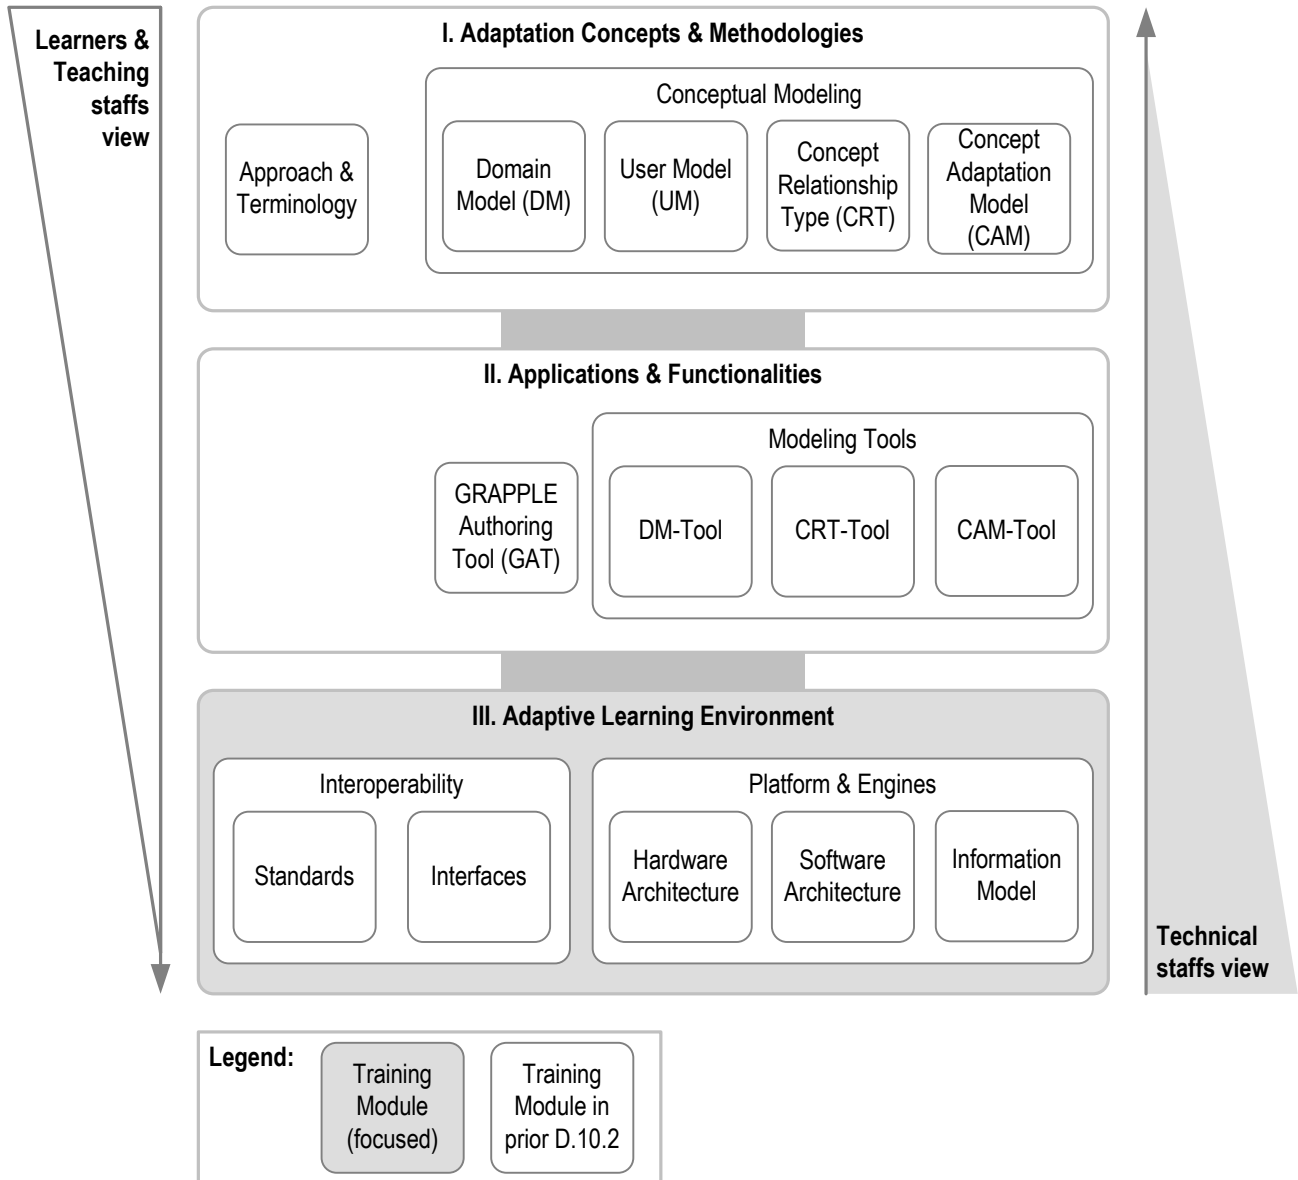 Learners &
Teaching
staffs
view
I. Adaptation Concepts & Methodologies
Conceptual Modeling
Approach &
Terminology
Domain
Model (DM)
User Model
(UM)
Concept
Relationship
Type (CRT)
Concept
Adaptation
Model
(CAM)
II. Applications & Functionalities
Modeling Tools
GRAPPLE
Authoring
Tool (GAT)
DM-Tool
CRT-Tool
CAM-Tool
III. Adaptive Learning Environment
Interoperability
Standards
Interfaces
Platform & Engines
Hardware
Architecture
Software
Architecture
Information
Model
Technical
staffs view
Legend:
Training
Module
(focused)
Training
Module in
prior D.10.2